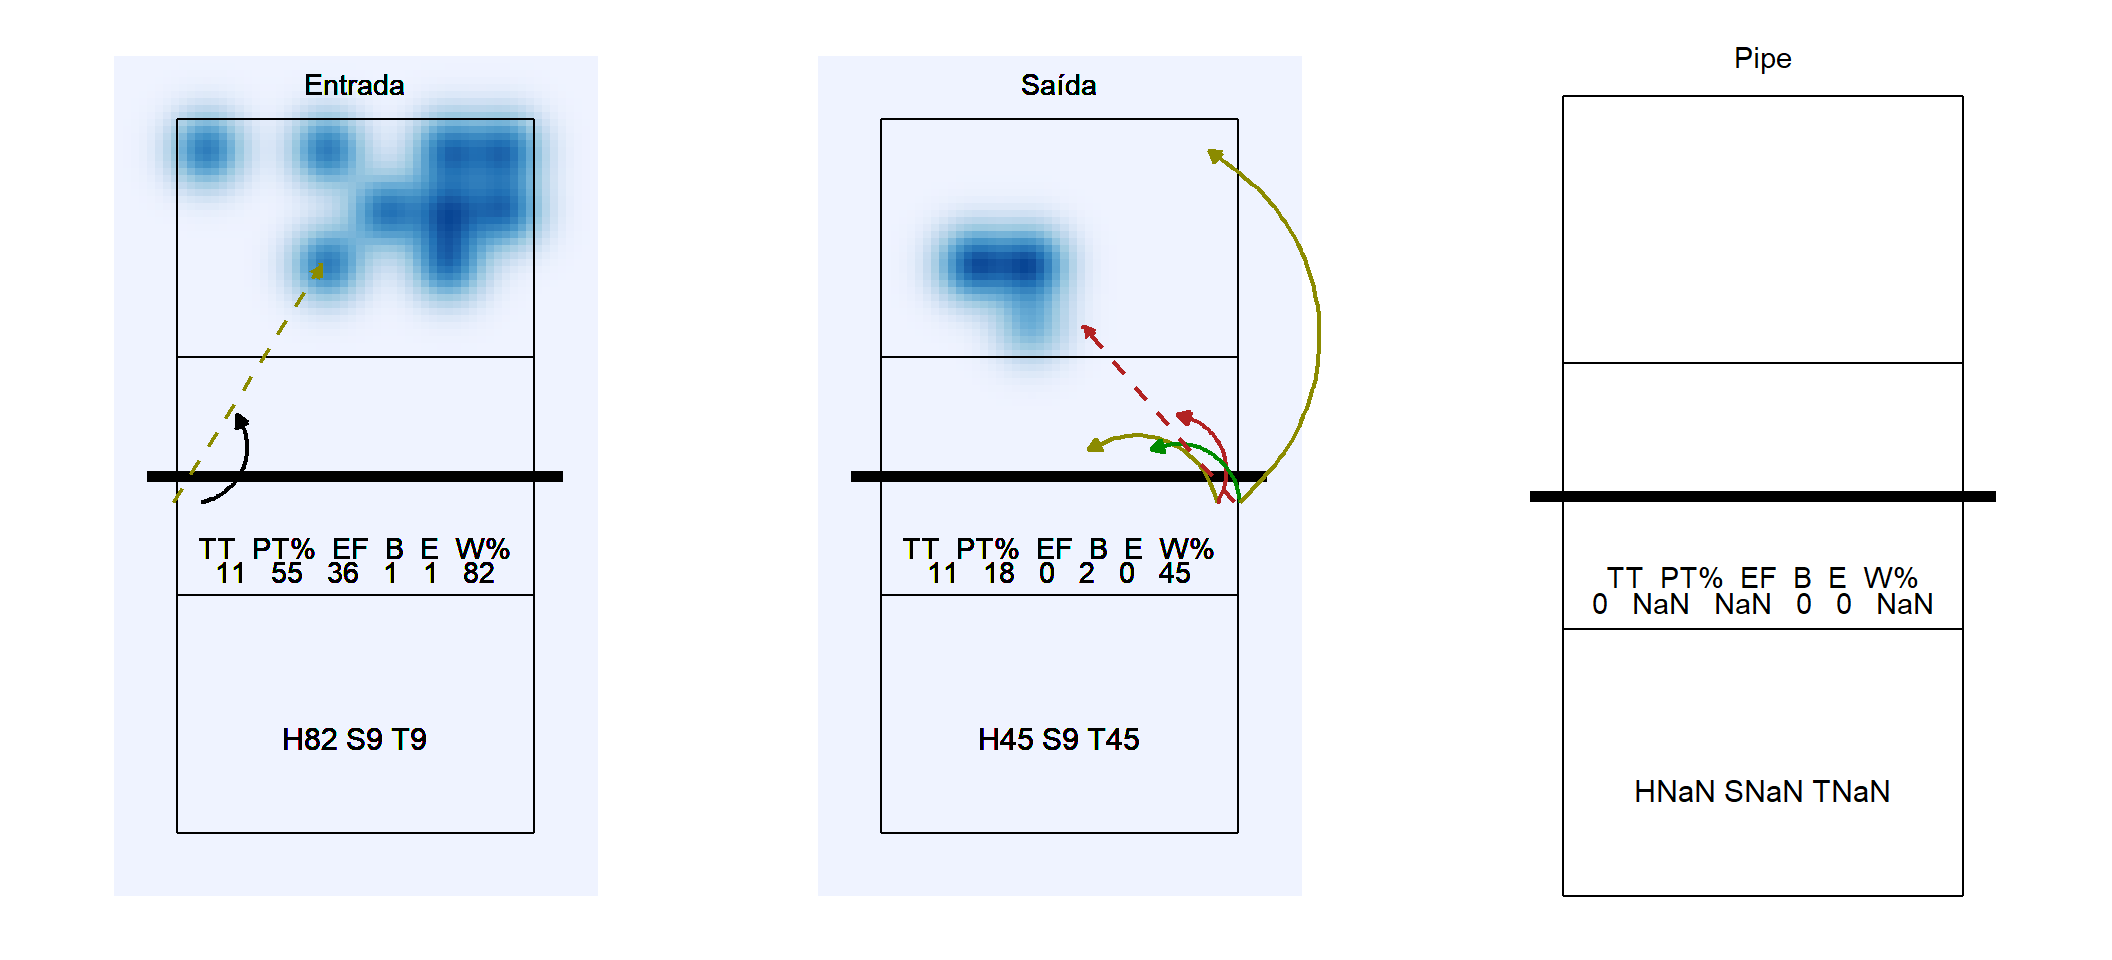 Entrada
TT PT% EF B E W%
11 55 36 1 1 82
H82 S9 T9
Saída
TT PT% EF B E W%
11 18 0 2 0 45
H45 S9 T45
Pipe
TT PT% EF B E W%
0 NaN NaN 0 0 NaN
HNaN SNaN TNaN